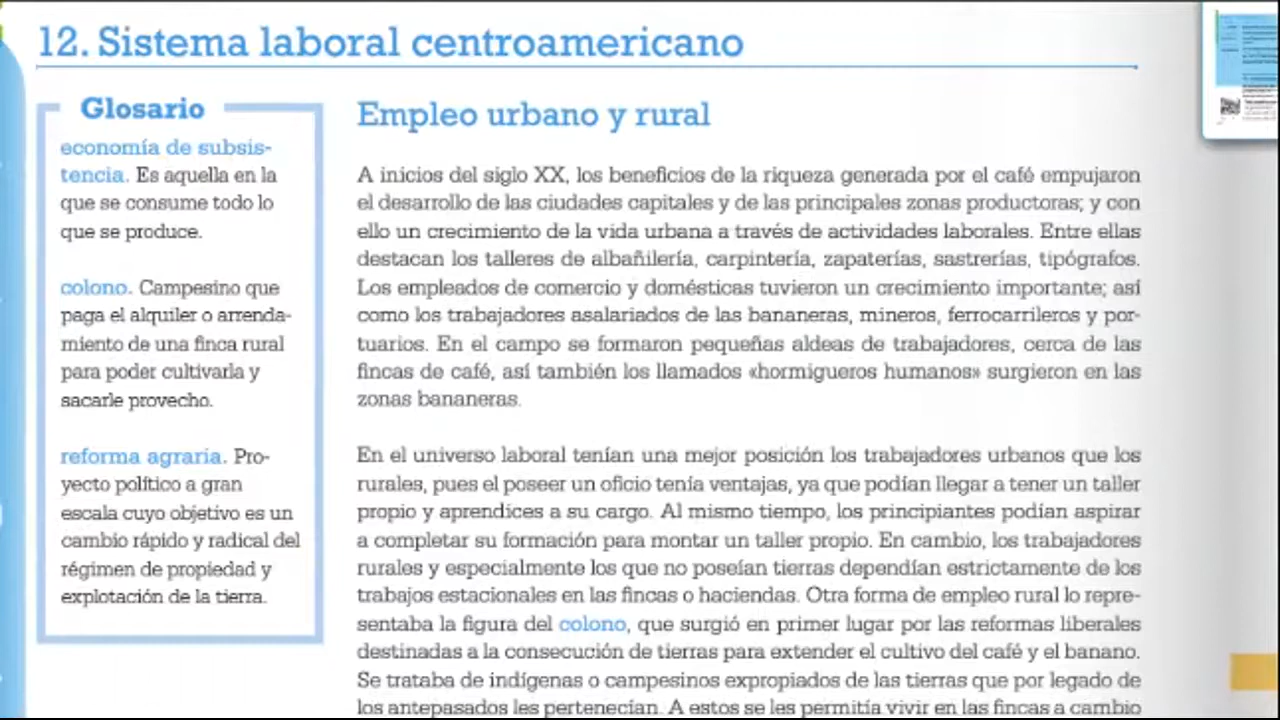 12. Sistema laboral centroamericano
Glosario
economía de subsis-
tencia. Es aquella en la
que se consume todo lo
que se produce.
colono. Campesino que
paga el alquiler o arrenda-
miento de una finca rural
para poder cultivarla y
sacarle provecho.
reforma agraria. Pro-
yecto político a gran
escala cuyo objetivo es un
cambio rápido y radical del
régimen de propiedad y
explotación de la tierra.
Empleo urbano y rural
A inicios del siglo XX, los beneficios de la riqueza generada por el café empujaron
el desarrollo de las ciudades capitales y de las principales zonas productoras; y con
ello un crecimiento de la vida urbana a través de actividades laborales. Entre ellas
destacan los talleres de albañilería, carpintería, zapaterías, sastrerías, tipógrafos.
Los empleados de comercio y domésticas tuvieron un crecimiento importante; así
como los trabajadores asalariados de las bananeras, mineros, ferrocarrileros y por-
tuarios. En el campo se formaron pequeñas aldeas de trabajadores, cerca de las
fincas de café, así también los llamados «hormigueros humanos» surgieron en las
zonas bananeras.
En el universo laboral tenían una mejor posición los trabajadores urbanos que los
rurales, pues el poseer un oficio tenía ventajas, ya que podían llegar a tener un taller
propio y aprendices a su cargo. Al mismo tiempo, los principiantes podían aspirar
a completar su formación para montar un taller propio. En cambio, los trabajadores
rurales y especialmente los que no poseían tierras dependían estrictamente de los
trabajos estacionales en las fincas o haciendas. Otra forma de empleo rural lo repre-
sentaba la figura del colono, que surgió en primer lugar por las reformas liberales
destinadas a la consecución de tierras para extender el cultivo del café y el banano.
Se trataba de indígenas o campesinos expropiados de las tierras que por legado de
los antepasados les pertenecían. A estos se les permitía vivir en las fincas a cambio